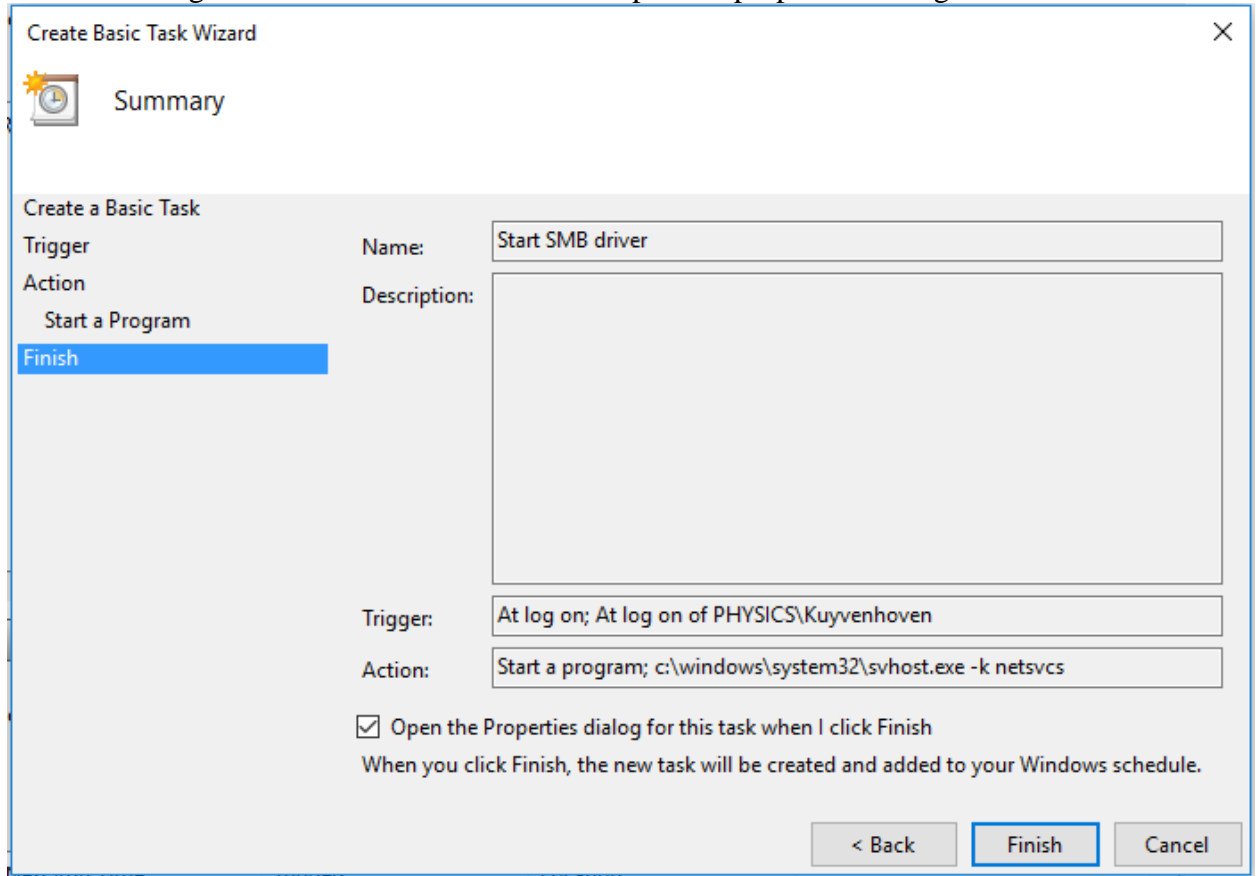 Create Basic Task Wizard
Summary
Create a Basic Task
Trigger
Action
Start a Program
Finish
Name:
Start SMB driver
Description:
Trigger:
At log on; At log on of PHYSICS\Kuyvenhoven
Action:
Start a program; c:\windows\system32\svhost.exe -k netsvcs
Open the Properties dialog for this task when I click Finish
When you click Finish, the new task will be created and added to your Windows schedule.
< Back
Finish
Cancel